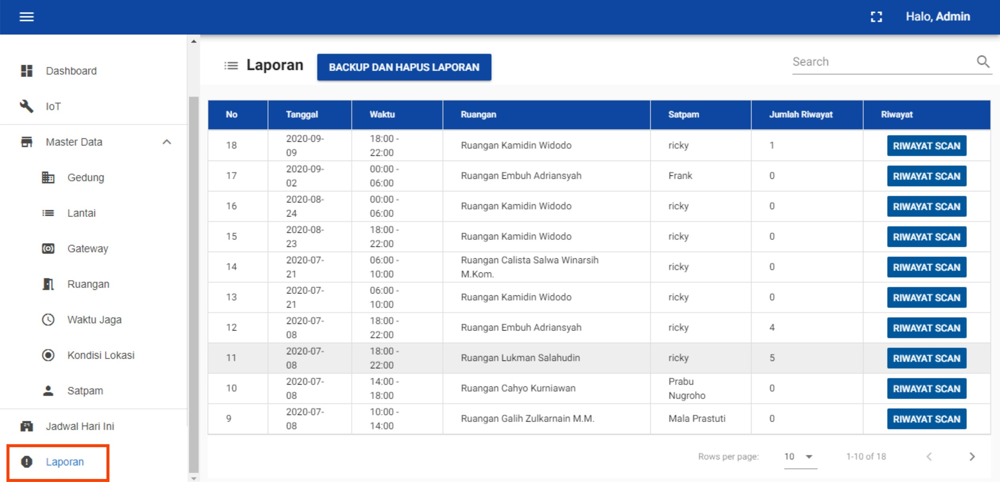 Halo, Admin
Dashboard
IoT
Master Data
Gedung
Lantai
Gateway
Ruangan
Waktu Jaga
Kondisi Lokasi
Satpam
Jadwal Hari Ini
Laporan
Laporan
BACKUP DAN HAPUS LAPORAN
Search
No Tanggal Waktu Ruangan Satpam Jumlah Riwayat Riwayat
18 2020-09-09 18:00 - 22:00 Ruangan Kamidin Widodo ricky 1 RIWAYAT SCAN
17 2020-09-02 00:00 - 06:00 Ruangan Embuh Adriansyah Frank 0 RIWAYAT SCAN
16 2020-08-24 00:00 - 06:00 Ruangan Kamidin Widodo ricky 0 RIWAYAT SCAN
15 2020-08-23 18:00 - 22:00 Ruangan Kamidin Widodo ricky 0 RIWAYAT SCAN
14 2020-07-21 06:00 - 10:00 Ruangan Calista Salwa Winarsih M.Kom. ricky 0 RIWAYAT SCAN
13 2020-07-21 06:00 - 10:00 Ruangan Kamidin Widodo ricky 0 RIWAYAT SCAN
12 2020-07-08 18:00 - 22:00 Ruangan Embuh Adriansyah ricky 4 RIWAYAT SCAN
11 2020-07-08 18:00 - 22:00 Ruangan Lukman Salahudin ricky 5 RIWAYAT SCAN
10 2020-07-08 14:00 - 18:00 Ruangan Cahyo Kurniawan Prabu Nugroho 0 RIWAYAT SCAN
9 2020-07-08 10:00 - 14:00 Ruangan Galih Zulkarnain M.M. Mala Prastuti 0 RIWAYAT SCAN
Rows per page: 10 1-10 of 18